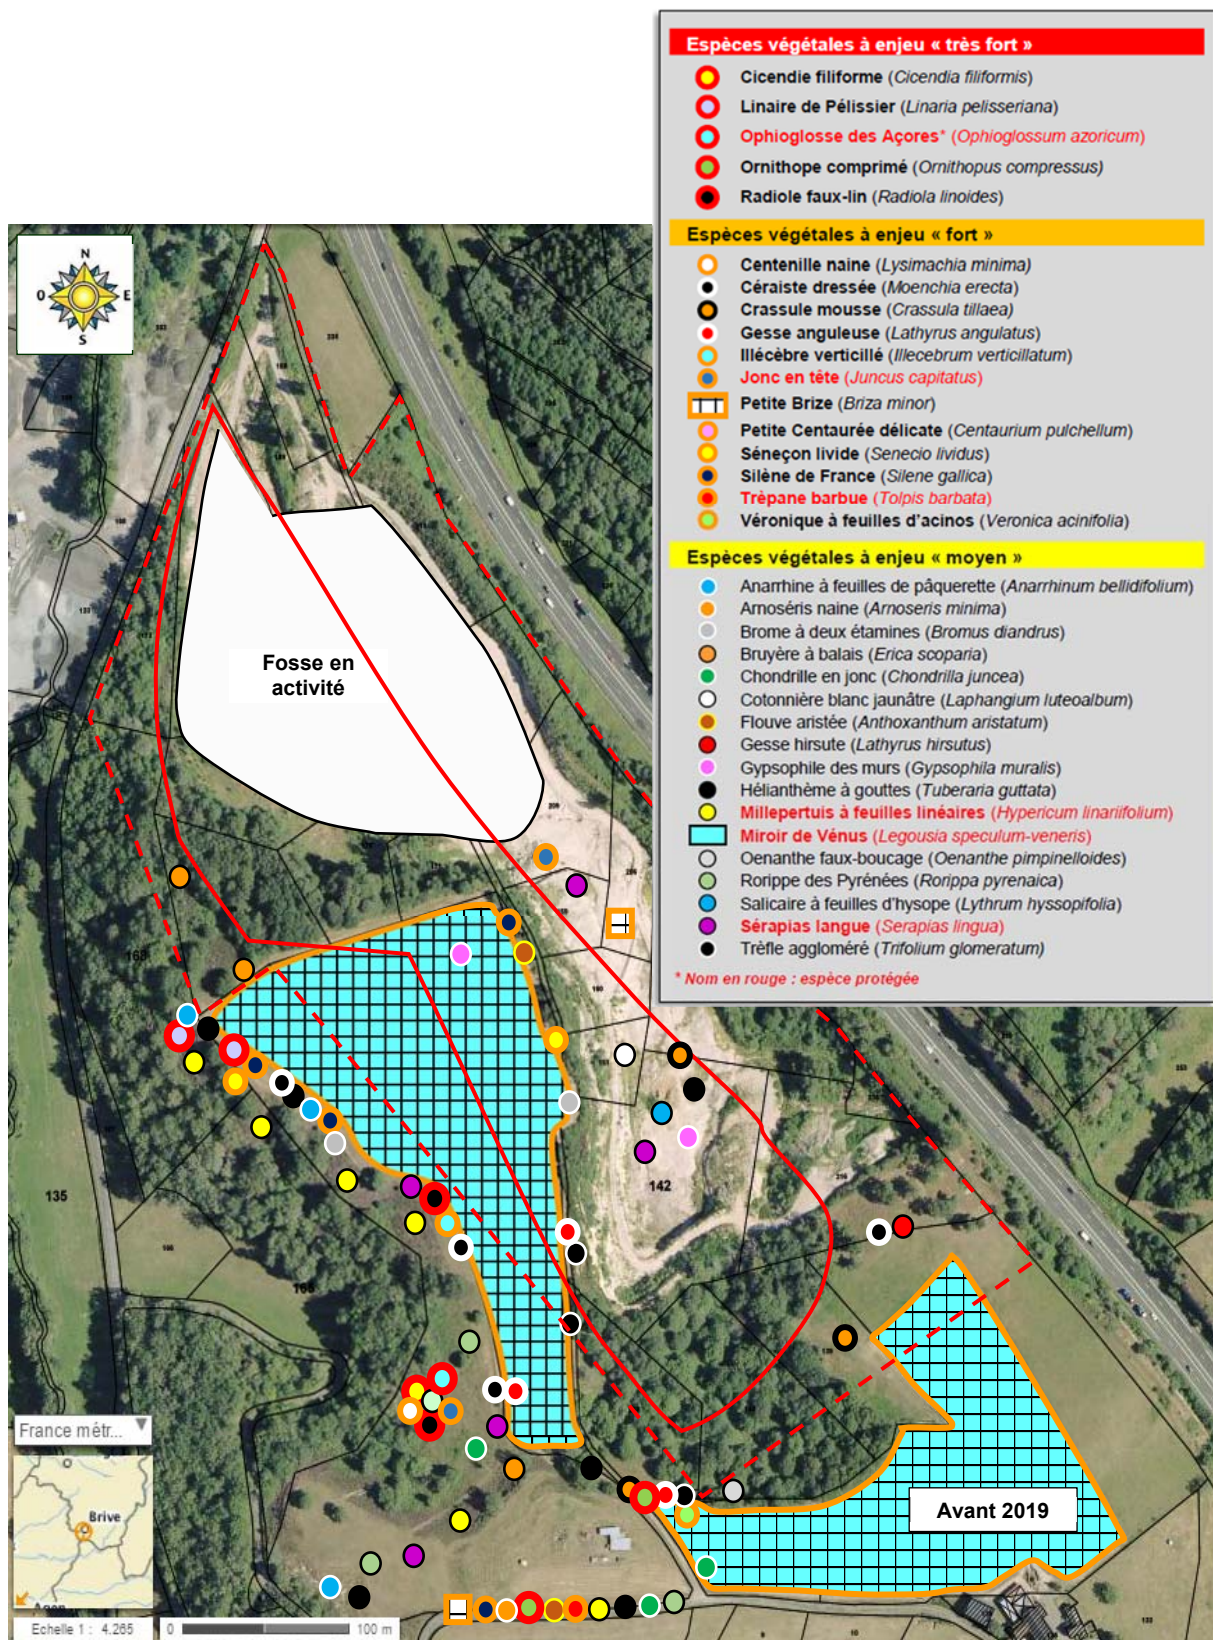 Espèces végétales à enjeu « très fort »
Cicendie filiforme (Cicendia filiformis)
Linaire de Pélissier (Linaria pelisseriana)
Ophioglosse des Açores* (Ophioglossum azoricum)
Ornithope comprimé (Ornithopus compressus)
Radiole faux-lin (Radiola linoides)
Espèces végétales à enjeu « fort »
Centenille naine (Lysimachia minima)
Céraiste dressée (Moenchia erecta)
Crassule mousse (Crassula tillaea)
Gesse anguleuse (Lathyrus angulatus)
Illécèbre verticillé (Illecebrum verticillatum)
Jonc en tête (Juncus capitatus)
Petite Brize (Briza minor)
Petite Centaurée délicate (Centaurium pulchellum)
Séneçon livide (Senecio lividus)
Silène de France (Silene gallica)
Trèpane barbue (Tolpis barbata)
Véronique à feuilles d'acinos (Veronica acinifolia)
Espèces végétales à enjeu « moyen »
Anarrhine à feuilles de pâquerette (Anarrhinum bellidifolium)
Arnoséris naine (Arnoseris minima)
Brome à deux étamines (Bromus diandrus)
Bruyère à balais (Erica scoparia)
Chondrille en jonc (Chondrilla juncea)
Cotonnière blanc jaunâtre (Laphangium luteoalbum)
Flouve aristée (Anthoxanthum aristatum)
Gesse hirsute (Lathyrus hirsutus)
Gypsophile des murs (Gypsophila muralis)
Hélianthème à gouttes (Tuberaria guttata)
Millepertuis à feuilles linéaires (Hypericum linariifolium)
Miroir de Vénus (Legousia speculum-veneris)
Oenanthe faux-boucage (Oenanthe pimpinelloides)
Rorippe des Pyrénées (Rorippa pyrenaica)
Salicaire à feuilles d'hysope (Lythrum hyssopifolia)
Sérapias langue (Serapias lingua)
Trèfle aggloméré (Trifolium glomeratum)
* Nom en rouge : espèce protégée
N
O
E
S
Fosse en
activité
135
142
Avant 2019
France métr...
Brive
Echelle 1 : 4.265
0
100 m